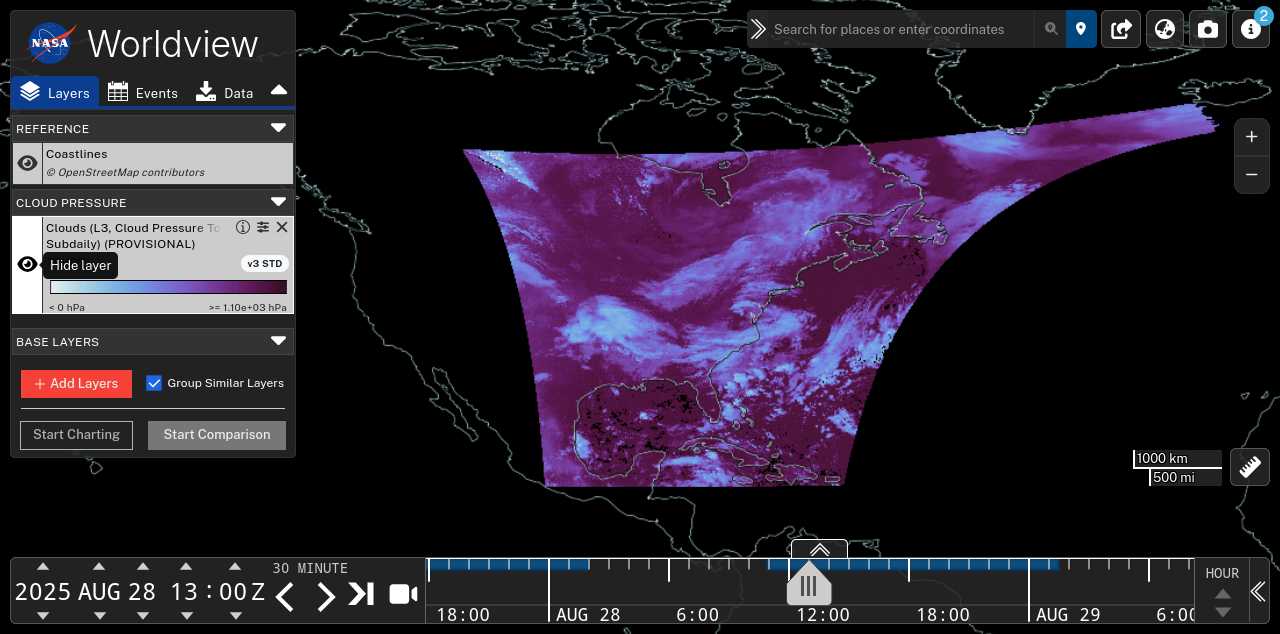 NASA
Worldview
Layers
Events
Data
REFERENCE
Coastlines
© OpenStreetMap contributors
CLOUD PRESSURE
Clouds (L3, Cloud Pressure To
Subdaily) (PROVISIONAL)
Hide layer
v3 STD
< 0 hPa
>= 1.10e+03 hPa
BASE LAYERS
+ Add Layers
Group Similar Layers
Start Charting
Start Comparison
Search for places or enter coordinates
2
+
−
1000 km
500 mi
2025 AUG 28 13 : 00 Z
30 MINUTE
18:00
AUG 28
6:00
12:00
18:00
AUG 29
6:00
HOUR